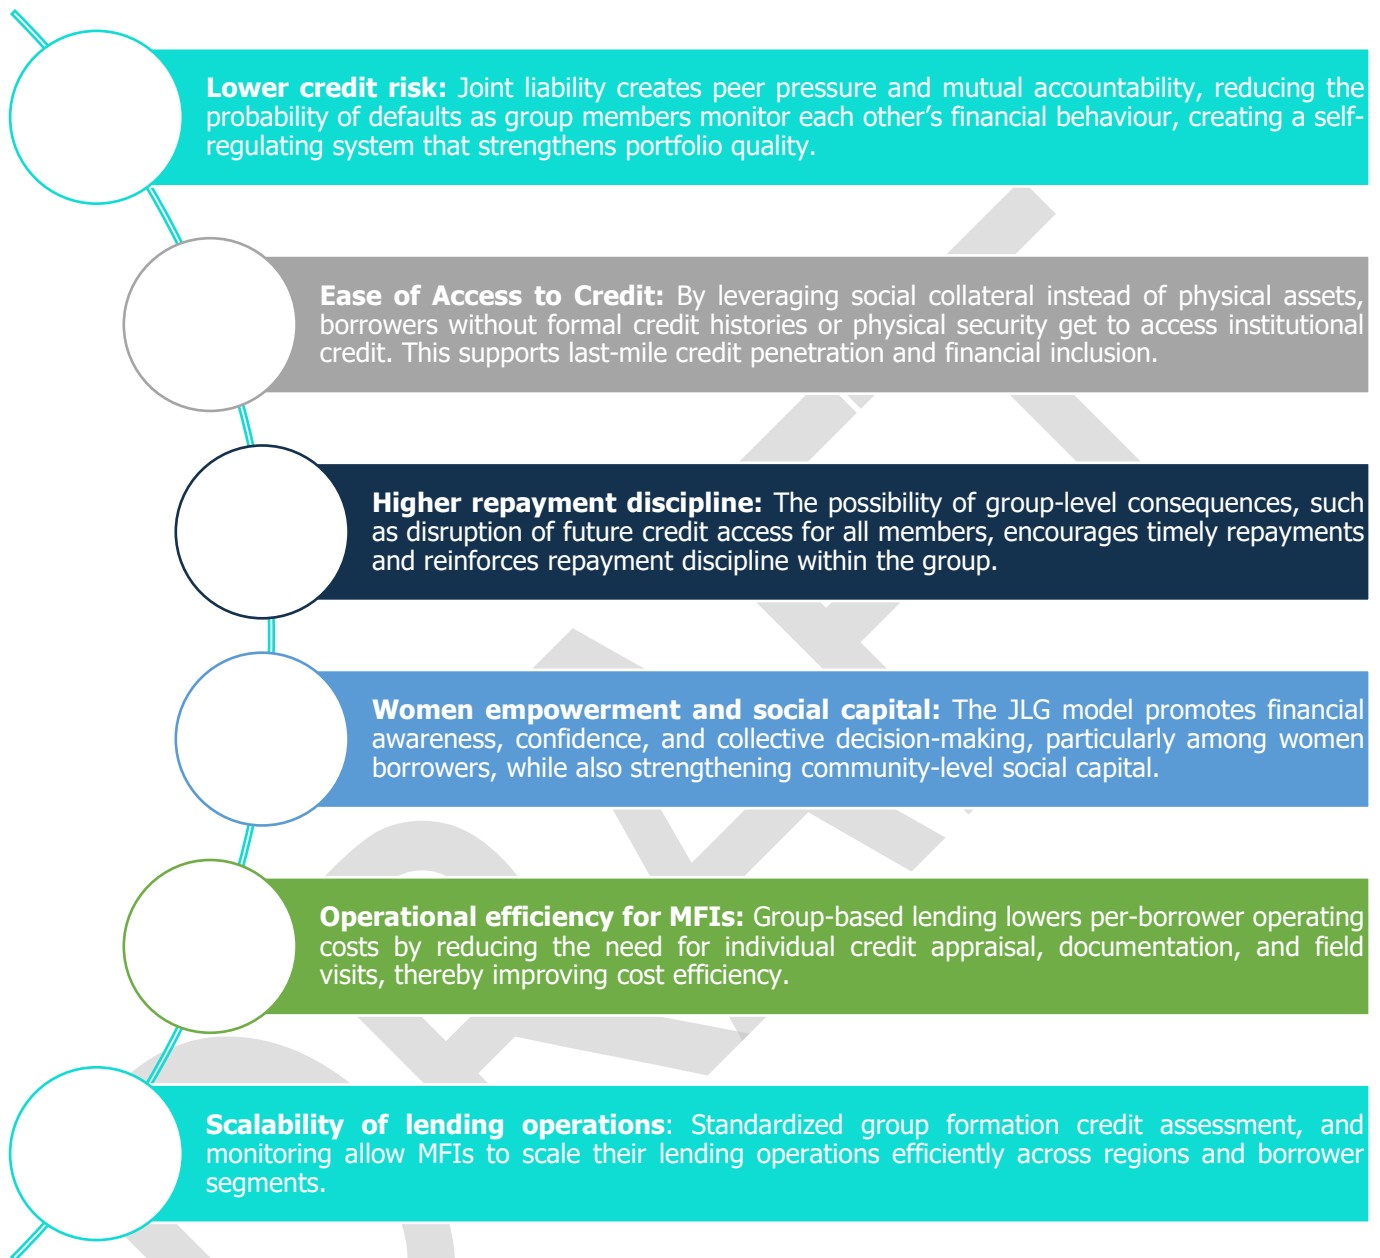 Lower credit risk: Joint liability creates peer pressure and mutual accountability, reducing the
probability of defaults as group members monitor each other’s financial behaviour, creating a self-
regulating system that strengthens portfolio quality.
Ease of Access to Credit: By leveraging social collateral instead of physical assets,
borrowers without formal credit histories or physical security get to access institutional
credit. This supports last-mile credit penetration and financial inclusion.
Higher repayment discipline: The possibility of group-level consequences, such
as disruption of future credit access for all members, encourages timely repayments
and reinforces repayment discipline within the group.
Women empowerment and social capital: The JLG model promotes financial
awareness, confidence, and collective decision-making, particularly among women
borrowers, while also strengthening community-level social capital.
Operational efficiency for MFIs: Group-based lending lowers per-borrower operating
costs by reducing the need for individual credit appraisal, documentation, and field
visits, thereby improving cost efficiency.
Scalability of lending operations: Standardized group formation credit assessment, and
monitoring allow MFIs to scale their lending operations efficiently across regions and borrower
segments.